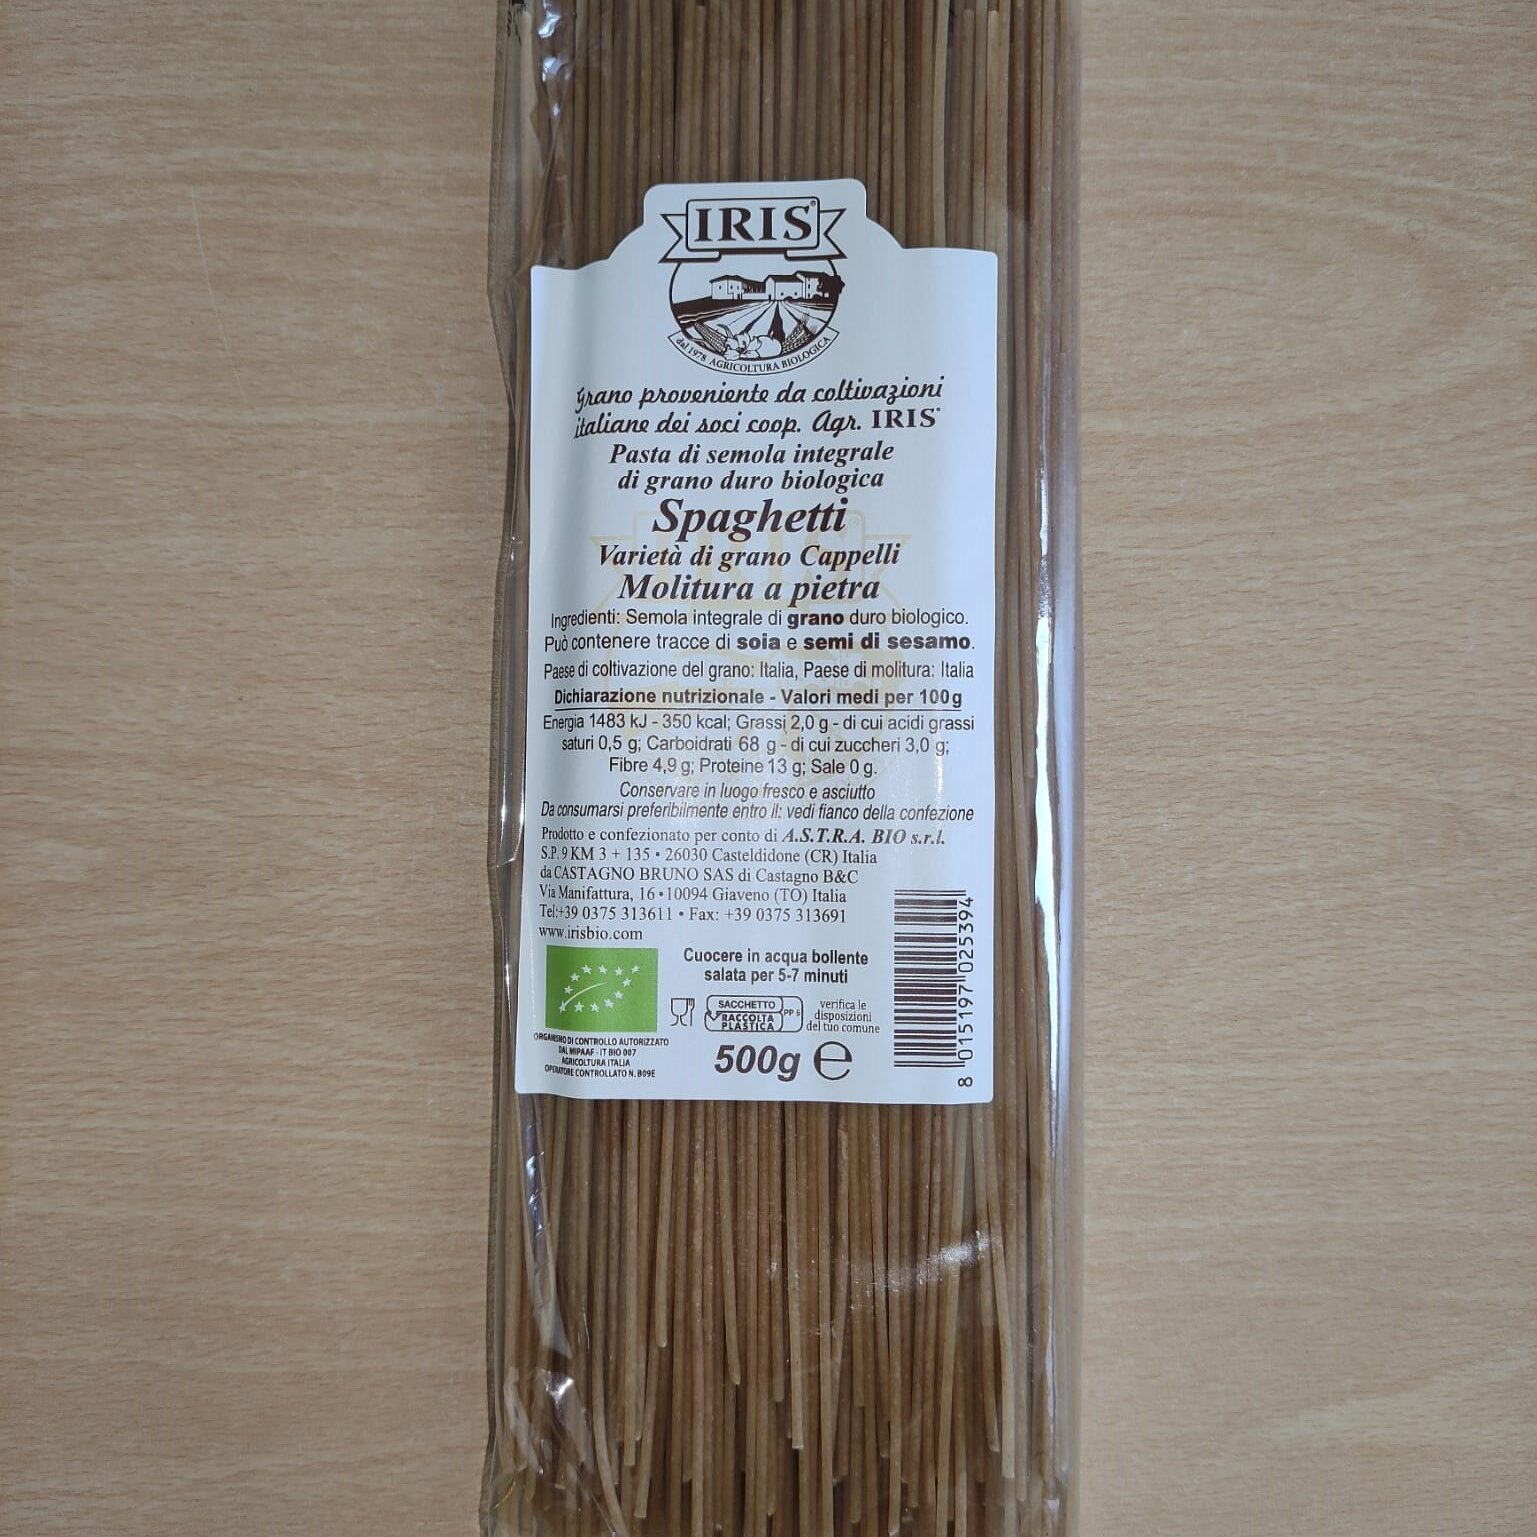 IRIS®
dal 1978 AGRICOLTURA BIOLOGICA
Grano proveniente da coltivazioni
italiane dei soci coop. Agr. IRIS®
Pasta di semola integrale
di grano duro biologica
Spaghetti
Varietà di grano Cappelli
Molitura a pietra
Ingredienti: Semola integrale di grano duro biologico.
Può contenere tracce di soia e semi di sesamo.
Paese di coltivazione del grano: Italia, Paese di molitura: Italia
Dichiarazione nutrizionale - Valori medi per 100g
Energia 1483 kJ - 350 kcal; Grassi 2,0 g - di cui acidi grassi
saturi 0,5 g; Carboidrati 68 g - di cui zuccheri 3,0 g;
Fibre 4,9 g; Proteine 13 g; Sale 0 g.
Conservare in luogo fresco e asciutto
Da consumarsi preferibilmente entro il: vedi fianco della confezione
Prodotto e confezionato per conto di A.S.T.R.A. BIO s.r.l.
S.P. 9 KM 3 + 135 • 26030 Casteldidone (CR) Italia
da CASTAGNO BRUNO SAS di Castagno B&C
Via Manifattura, 16 • 10094 Giaveno (TO) Italia
Tel:+39 0375 313611 • Fax: +39 0375 313691
www.irisbio.com
Cuocere in acqua bollente
salata per 5-7 minuti
SACCHETTO
RACCOLTA
PLASTICA
PP 5
verifica le
disposizioni
del tuo comune
ORGANISMO DI CONTROLLO AUTORIZZATO
DAL MIPAAF - IT BIO 007
AGRICOLTURA ITALIA
OPERATORE CONTROLLATO N. B09E
500g e
8 015197 025394